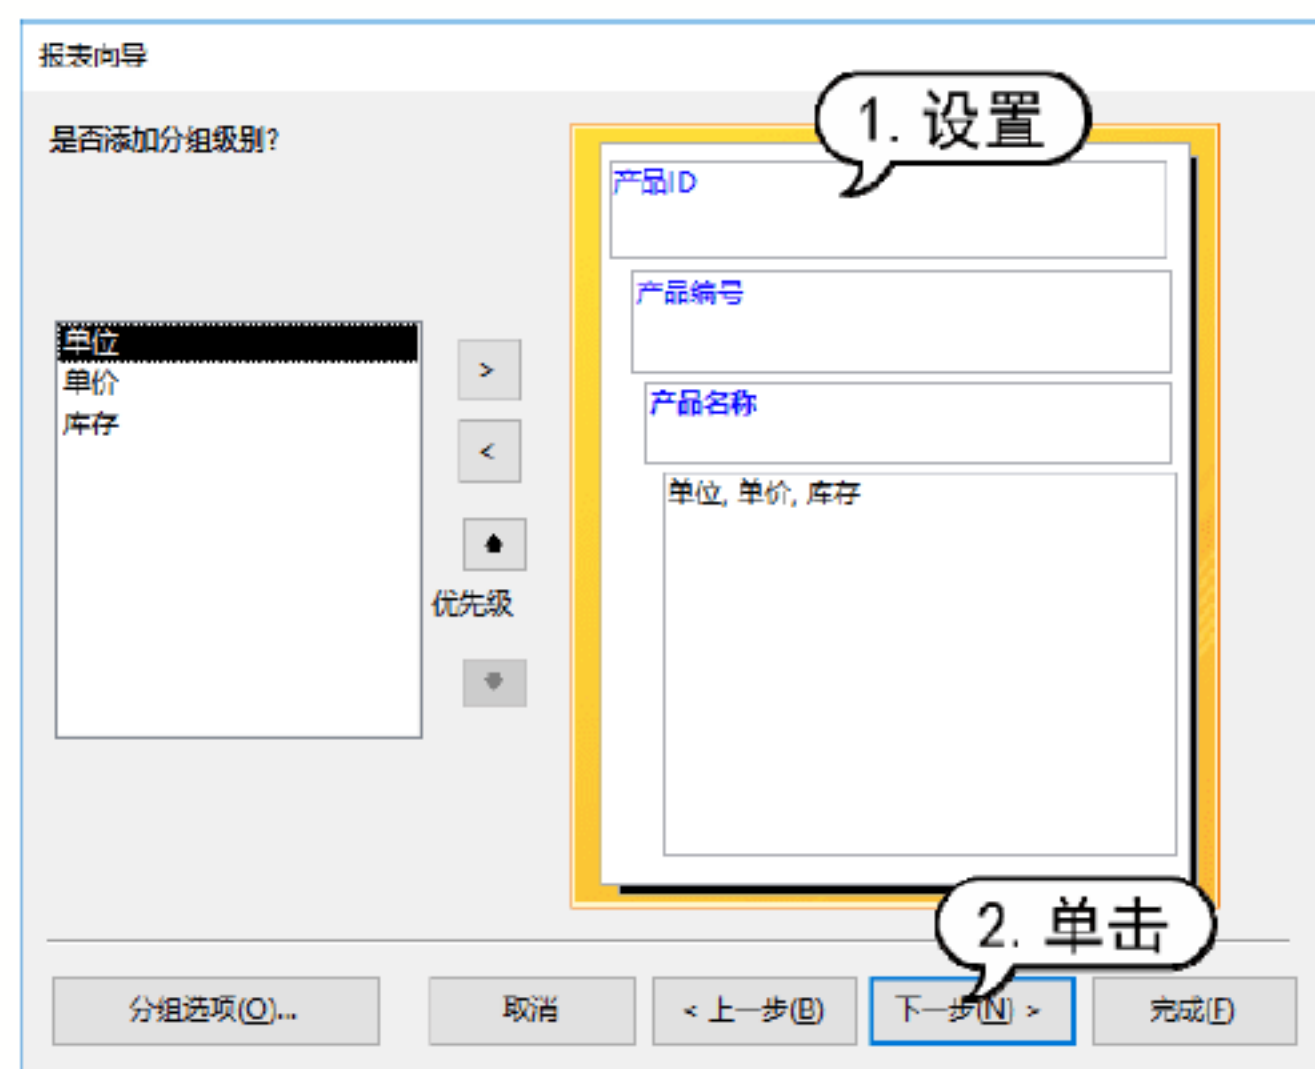 报表向导
1. 设置
是否添加分组级别?
产品ID
产品编号
产品名称
单位, 单价, 库存
单位
单价
库存
>
<
优先级
2. 单击
分组选项(O)...
取消
< 上一步(B)
下一步(N) >
完成(F)